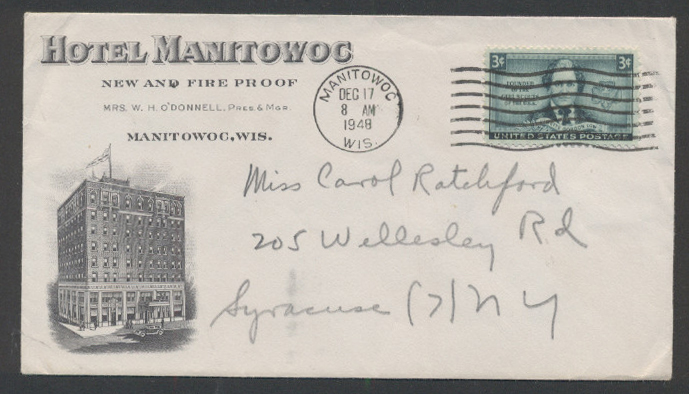 HOTEL MANITOWOC
NEW AND FIRE PROOF
MRS. W. H. O'DONNELL, PRES. & MGR.
MANITOWOC, WIS.
MANITOWOC
DEC 17
8 AM
1948
WIS.
3¢ 3¢
UNITED STATES POSTAGE
Miss Carol Ratchford
205 Wellesley Rd
Syracuse (7) N Y